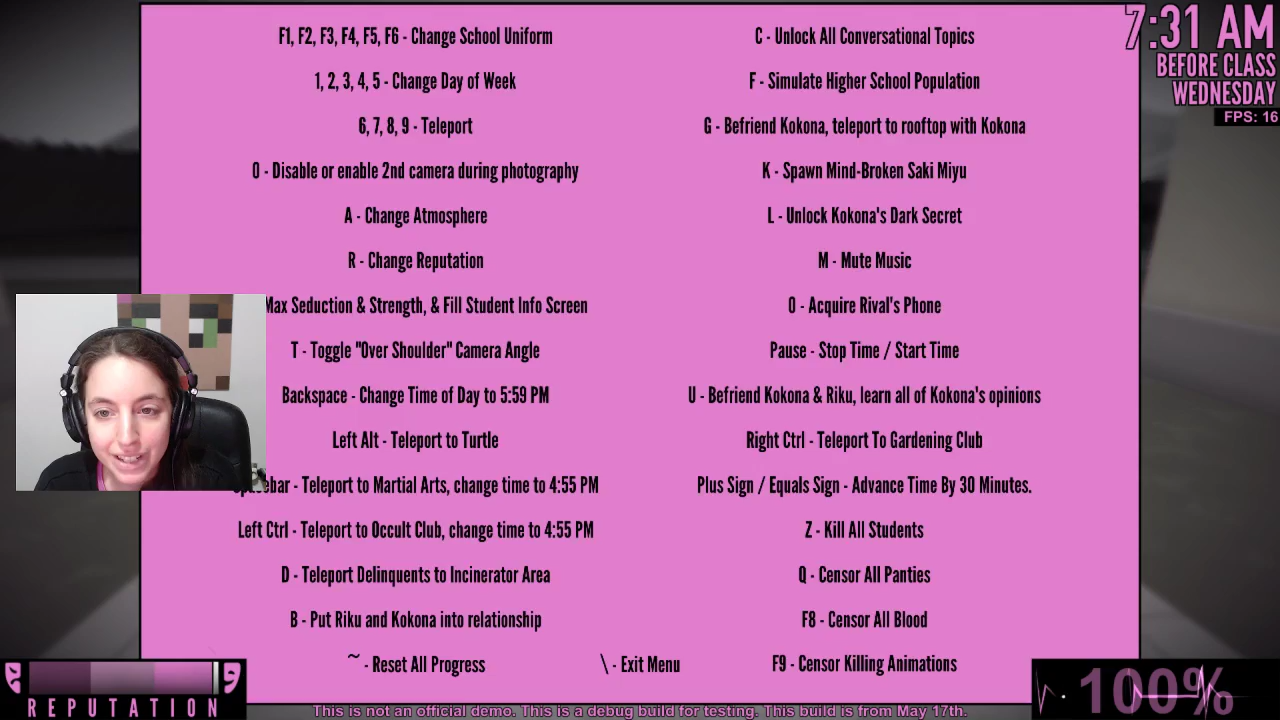 F1, F2, F3, F4, F5, F6 - Change School Uniform
1, 2, 3, 4, 5 - Change Day of Week
6, 7, 8, 9 - Teleport
0 - Disable or enable 2nd camera during photography
A - Change Atmosphere
R - Change Reputation
Max Seduction & Strength, & Fill Student Info Screen
T - Toggle "Over Shoulder" Camera Angle
Backspace - Change Time of Day to 5:59 PM
Left Alt - Teleport to Turtle
- Teleport to Martial Arts, change time to 4:55 PM
Left Ctrl - Teleport to Occult Club, change time to 4:55 PM
D - Teleport Delinquents to Incinerator Area
B - Put Riku and Kokona into relationship
~ - Reset All Progress
\ - Exit Menu
C - Unlock All Conversational Topics
F - Simulate Higher School Population
G - Befriend Kokona, teleport to rooftop with Kokona
K - Spawn Mind-Broken Saki Miyu
L - Unlock Kokona's Dark Secret
M - Mute Music
O - Acquire Rival's Phone
Pause - Stop Time / Start Time
U - Befriend Kokona & Riku, learn all of Kokona's opinions
Right Ctrl - Teleport To Gardening Club
Plus Sign / Equals Sign - Advance Time By 30 Minutes.
Z - Kill All Students
Q - Censor All Panties
F8 - Censor All Blood
F9 - Censor Killing Animations
7:31 AM
BEFORE CLASS
WEDNESDAY
FPS: 16
REPUTATION
100%
This is not an official demo. This is a debug build for testing. This build is from May 17th.